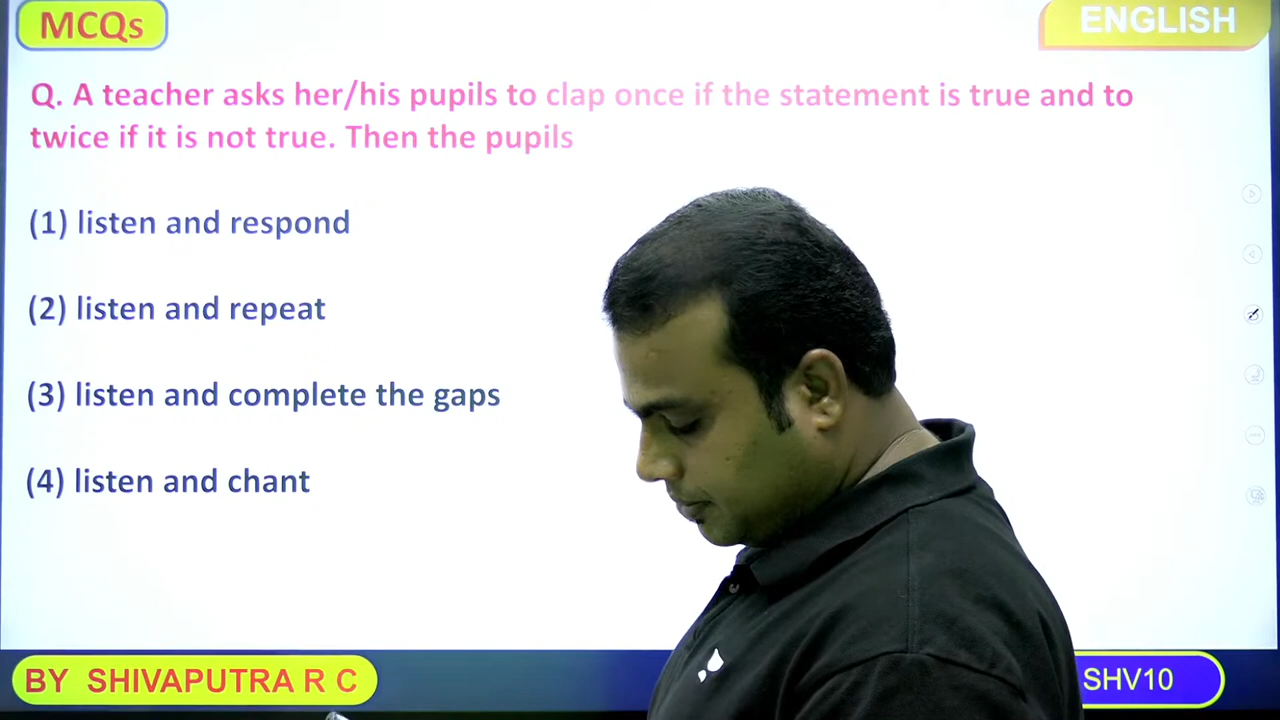 MCQs
ENGLISH
Q. A teacher asks her/his pupils to clap once if the statement is true and to
twice if it is not true. Then the pupils
(1) listen and respond
(2) listen and repeat
(3) listen and complete the gaps
(4) listen and chant
BY SHIVAPUTRA R C
SHV10